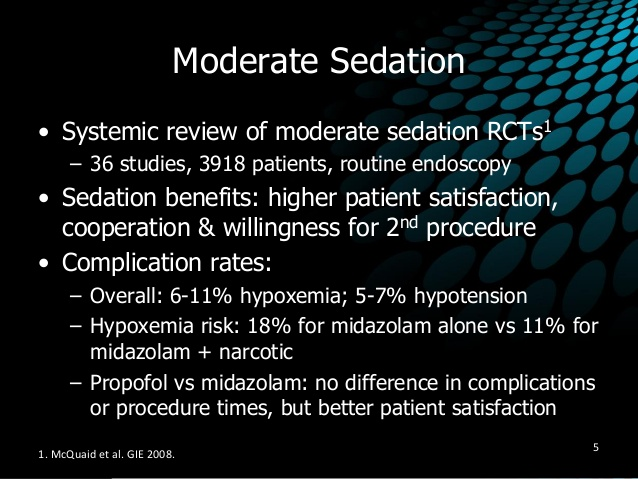 Moderate Sedation
• Systemic review of moderate sedation RCTs¹
– 36 studies, 3918 patients, routine endoscopy
• Sedation benefits: higher patient satisfaction,
cooperation & willingness for 2nd procedure
• Complication rates:
– Overall: 6-11% hypoxemia; 5-7% hypotension
– Hypoxemia risk: 18% for midazolam alone vs 11% for
midazolam + narcotic
– Propofol vs midazolam: no difference in complications
or procedure times, but better patient satisfaction
1. McQuaid et al. GIE 2008.
5